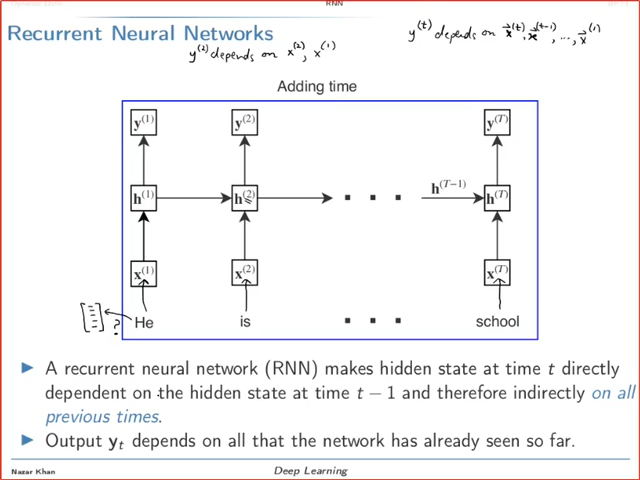 RNN
Recurrent Neural Networks
y^(2) depends on x^(2), x^(1)
y^(t) depends on x^(t), x^(t-1), ..., x^(1)
Adding time
y^(1) y^(2) y^(T)
h^(1) h^(2) . . . h^(T−1) h^(T)
x^(1) x^(2) x^(T)
? He is . . . school
▶ A recurrent neural network (RNN) makes hidden state at time t directly
dependent on the hidden state at time t − 1 and therefore indirectly on all
previous times.
▶ Output y_t depends on all that the network has already seen so far.
Nazar Khan Deep Learning